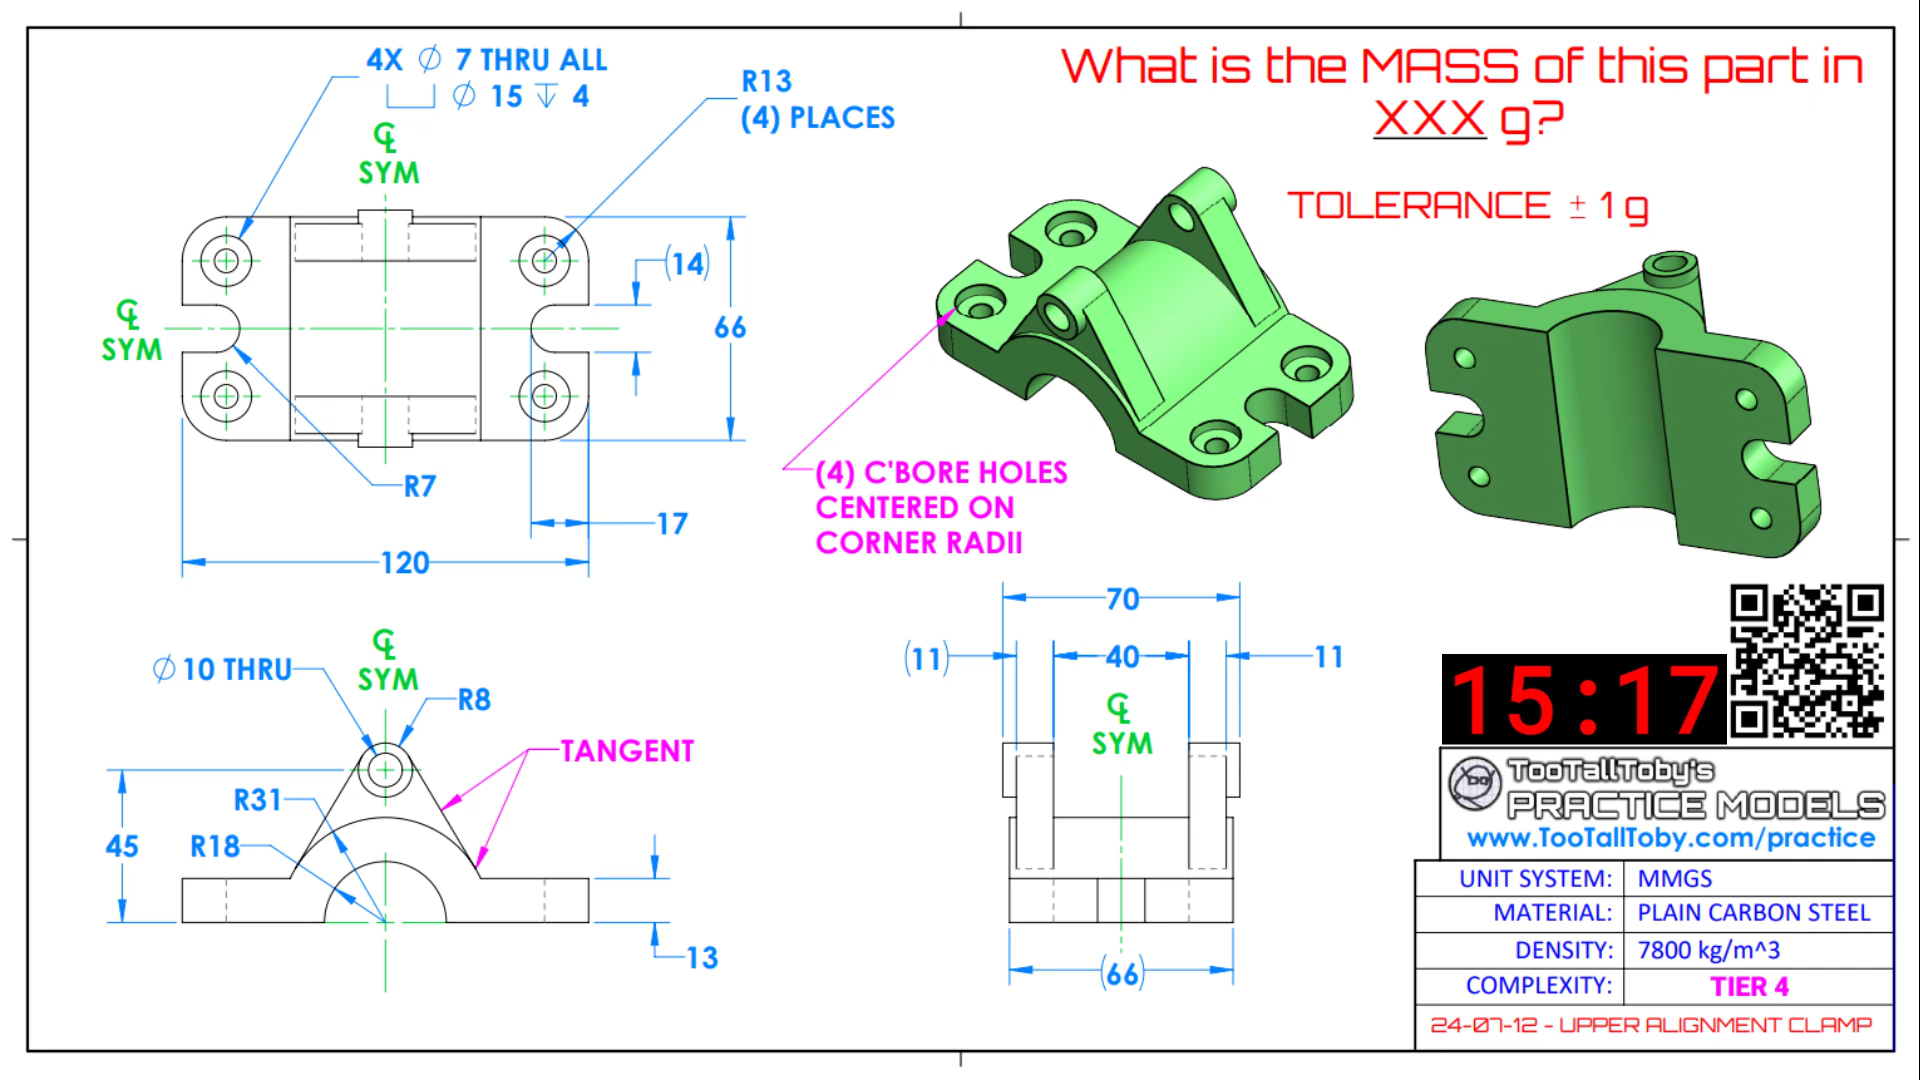 What is the MASS of this part in
XXX g?
TOLERANCE ± 1 g
4X ∅ 7 THRU ALL
⌴ ∅ 15 ↧ 4
℄
SYM
R13
(4) PLACES
(14)
66
℄
SYM
R7
17
120
(4) C'BORE HOLES
CENTERED ON
CORNER RADII
℄
SYM
∅ 10 THRU
R8
TANGENT
R31
R18
45
13
70
(11)
40
11
℄
SYM
(66)
15:17
TooTallToby's
PRACTICE MODELS
www.TooTallToby.com/practice
UNIT SYSTEM: MMGS
MATERIAL: PLAIN CARBON STEEL
DENSITY: 7800 kg/m^3
COMPLEXITY: TIER 4
24-07-12 - UPPER ALIGNMENT CLAMP